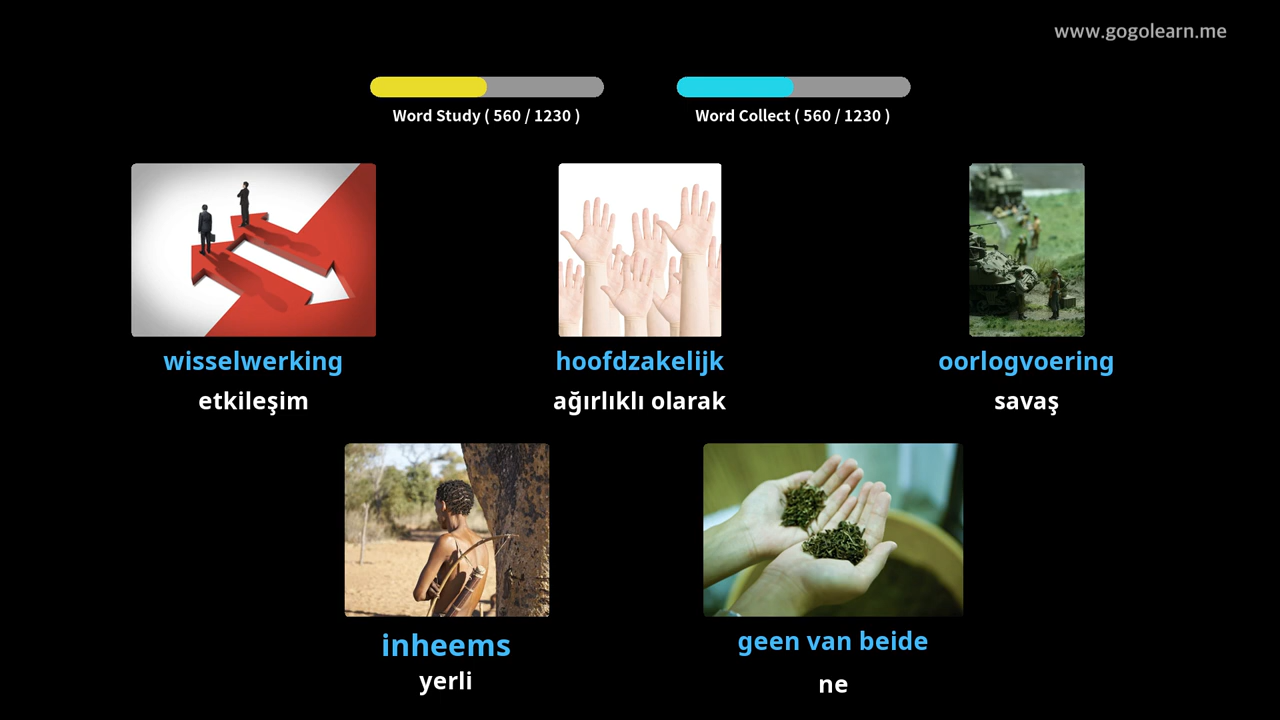 www.gogolearn.me
Word Study ( 560 / 1230 )
Word Collect ( 560 / 1230 )
wisselwerking
hoofdzakelijk
oorlogvoering
etkileşim
ağırlıklı olarak
savaş
inheems
geen van beide
yerli
ne